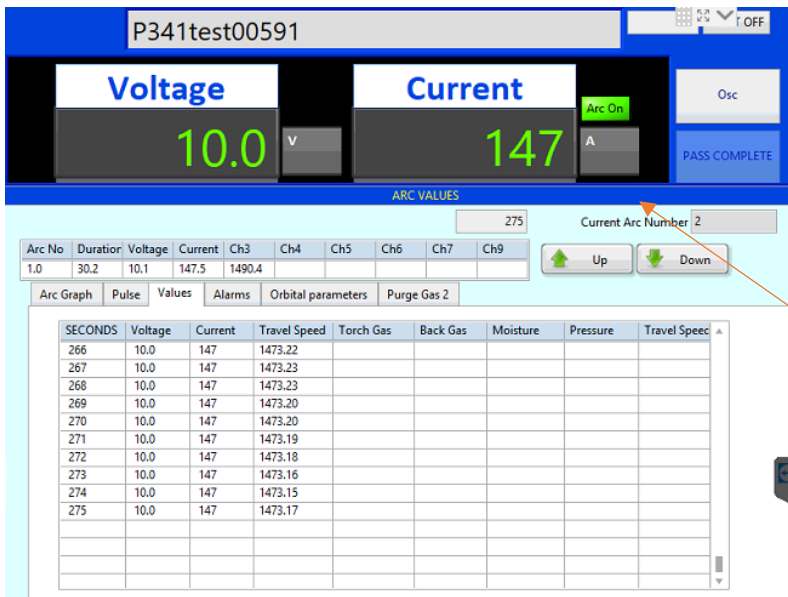 P341test00591
OFF
Voltage
Current
Arc On
Osc
10.0 V
147 A
PASS COMPLETE
ARC VALUES
275
Current Arc Number 2
Arc No Duration Voltage Current Ch3 Ch4 Ch5 Ch6 Ch7 Ch9
1.0 30.2 10.1 147.5 1490.4
Up
Down
Arc Graph Pulse Values Alarms Orbital parameters Purge Gas 2
SECONDS Voltage Current Travel Speed Torch Gas Back Gas Moisture Pressure Travel Speed
266 10.0 147 1473.22
267 10.0 147 1473.23
268 10.0 147 1473.23
269 10.0 147 1473.20
270 10.0 147 1473.20
271 10.0 147 1473.19
272 10.0 147 1473.18
273 10.0 147 1473.16
274 10.0 147 1473.15
275 10.0 147 1473.17